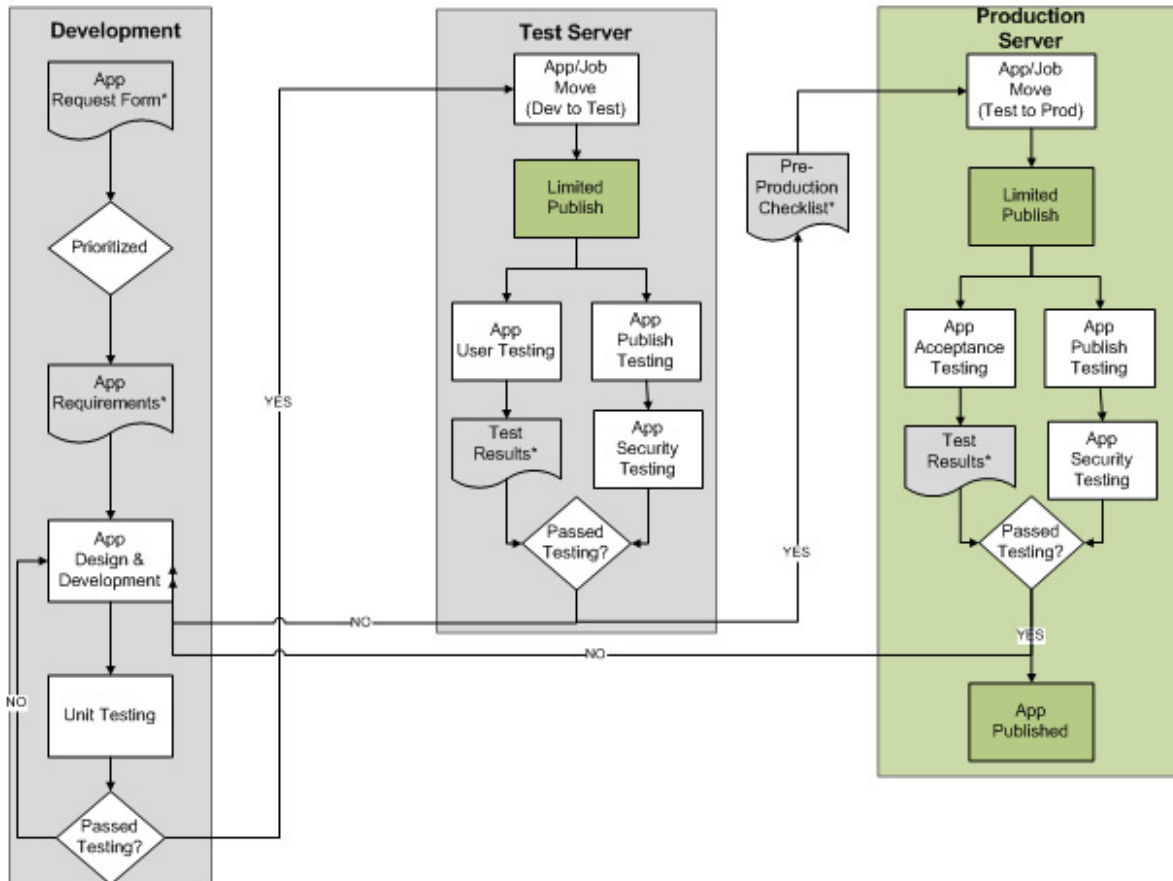 Development
App
Request Form*
Prioritized
App
Requirements*
App
Design &
Development
Unit Testing
Passed
Testing?
NO
YES
Test Server
App/Job
Move
(Dev to Test)
Limited
Publish
App
User Testing
App
Publish
Testing
Test
Results*
App
Security
Testing
Passed
Testing?
NO
YES
Pre-
Production
Checklist*
Production
Server
App/Job
Move
(Test to Prod)
Limited
Publish
App
Acceptance
Testing
App
Publish
Testing
Test
Results*
App
Security
Testing
Passed
Testing?
NO
YES
App
Published